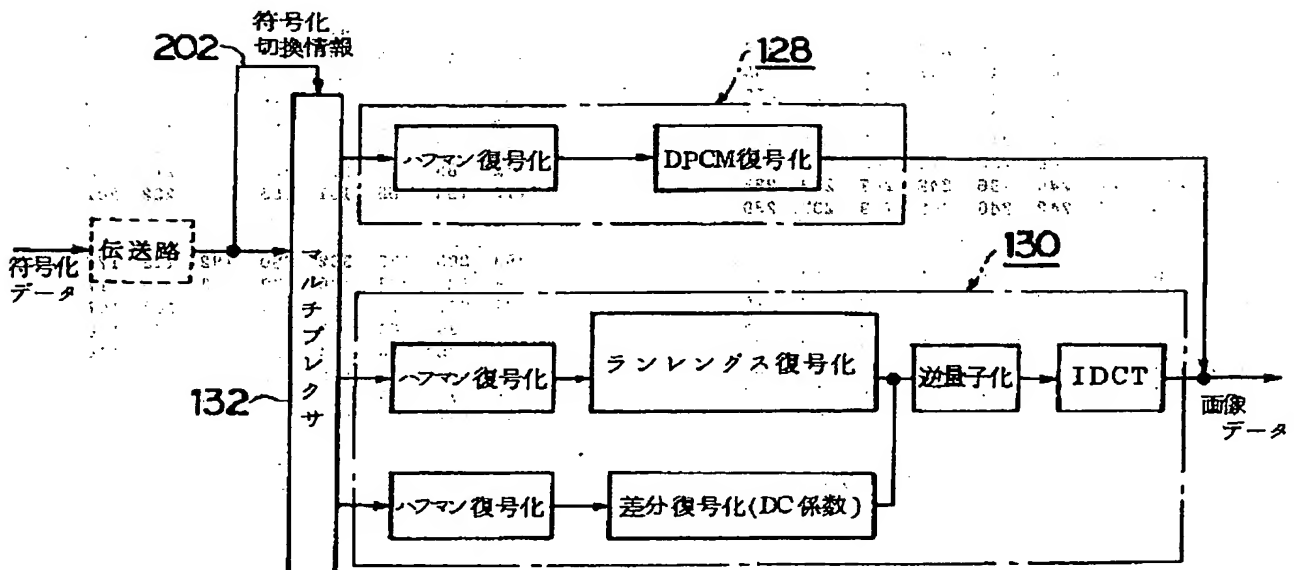 符号化
切換情報
202
128
ハフマン復号化
DPCM復号化
伝送路
符号化
データ
マルチプレクサ
130
ハフマン復号化
ランレングス復号化
逆量子化
IDCT
132
画像
データ
ハフマン復号化
差分復号化(DC係数)